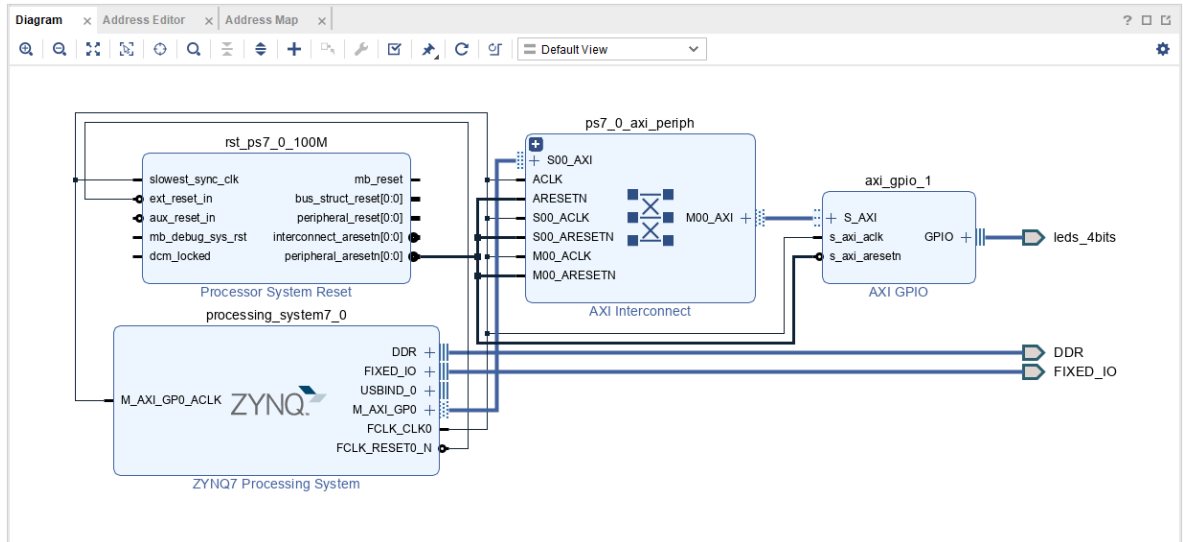 Diagram × Address Editor × Address Map × ?
Default View
rst_ps7_0_100M
slowest_sync_clk mb_reset
ext_reset_in bus_struct_reset[0:0]
aux_reset_in peripheral_reset[0:0]
mb_debug_sys_rst interconnect_aresetn[0:0]
dcm_locked peripheral_aresetn[0:0]
Processor System Reset
ps7_0_axi_periph
S00_AXI
ACLK
ARESETN
S00_ACLK M00_AXI
S00_ARESETN
M00_ACLK
M00_ARESETN
AXI Interconnect
axi_gpio_1
S_AXI
s_axi_aclk GPIO
s_axi_aresetn
AXI GPIO
leds_4bits
processing_system7_0
DDR
FIXED_IO
USBIND_0
M_AXI_GP0_ACLK ZYNQ M_AXI_GP0
FCLK_CLK0
FCLK_RESET0_N
ZYNQ7 Processing System
DDR
FIXED_IO